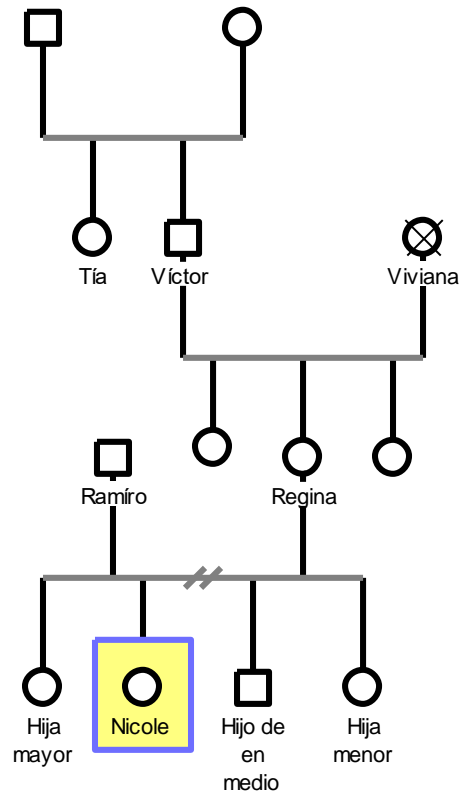 Tía
Víctor
Viviana
Ramíro
Regina
Hija
mayor
Nicole
Hijo de
en
medio
Hija
menor